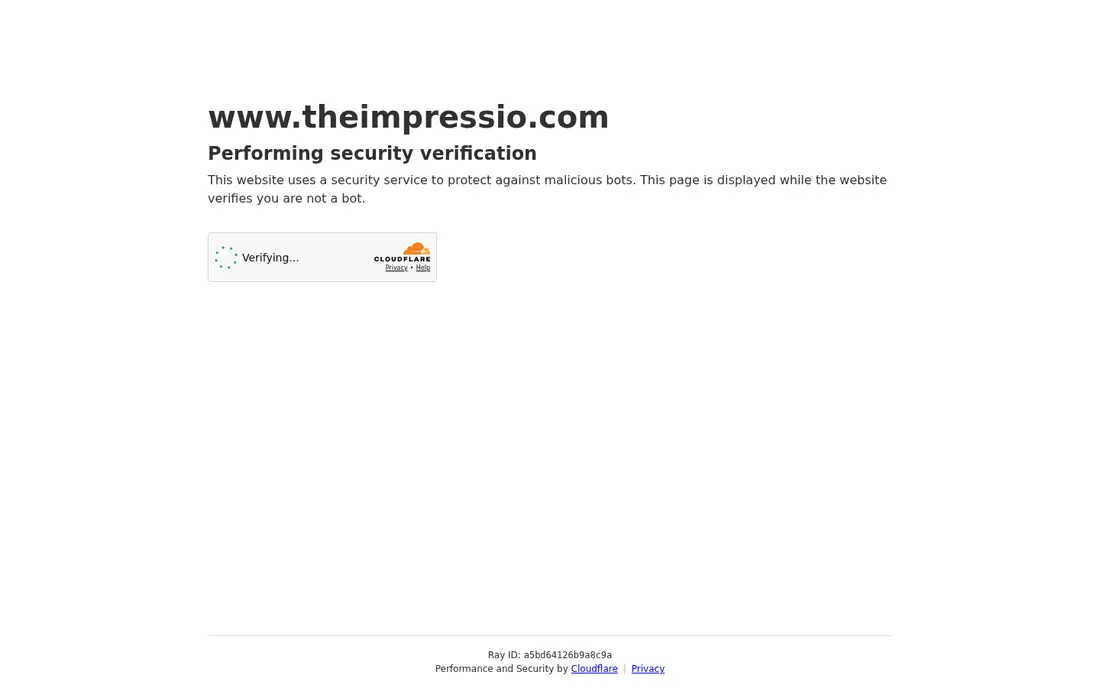 www.theimpressio.com
Performing security verification
This website uses a security service to protect against malicious bots. This page is displayed while the website
verifies you are not a bot.
Verifying...
CLOUDFLARE
Privacy • Help
Ray ID: a5bd64126b9a8c9a
Performance and Security by Cloudflare | Privacy